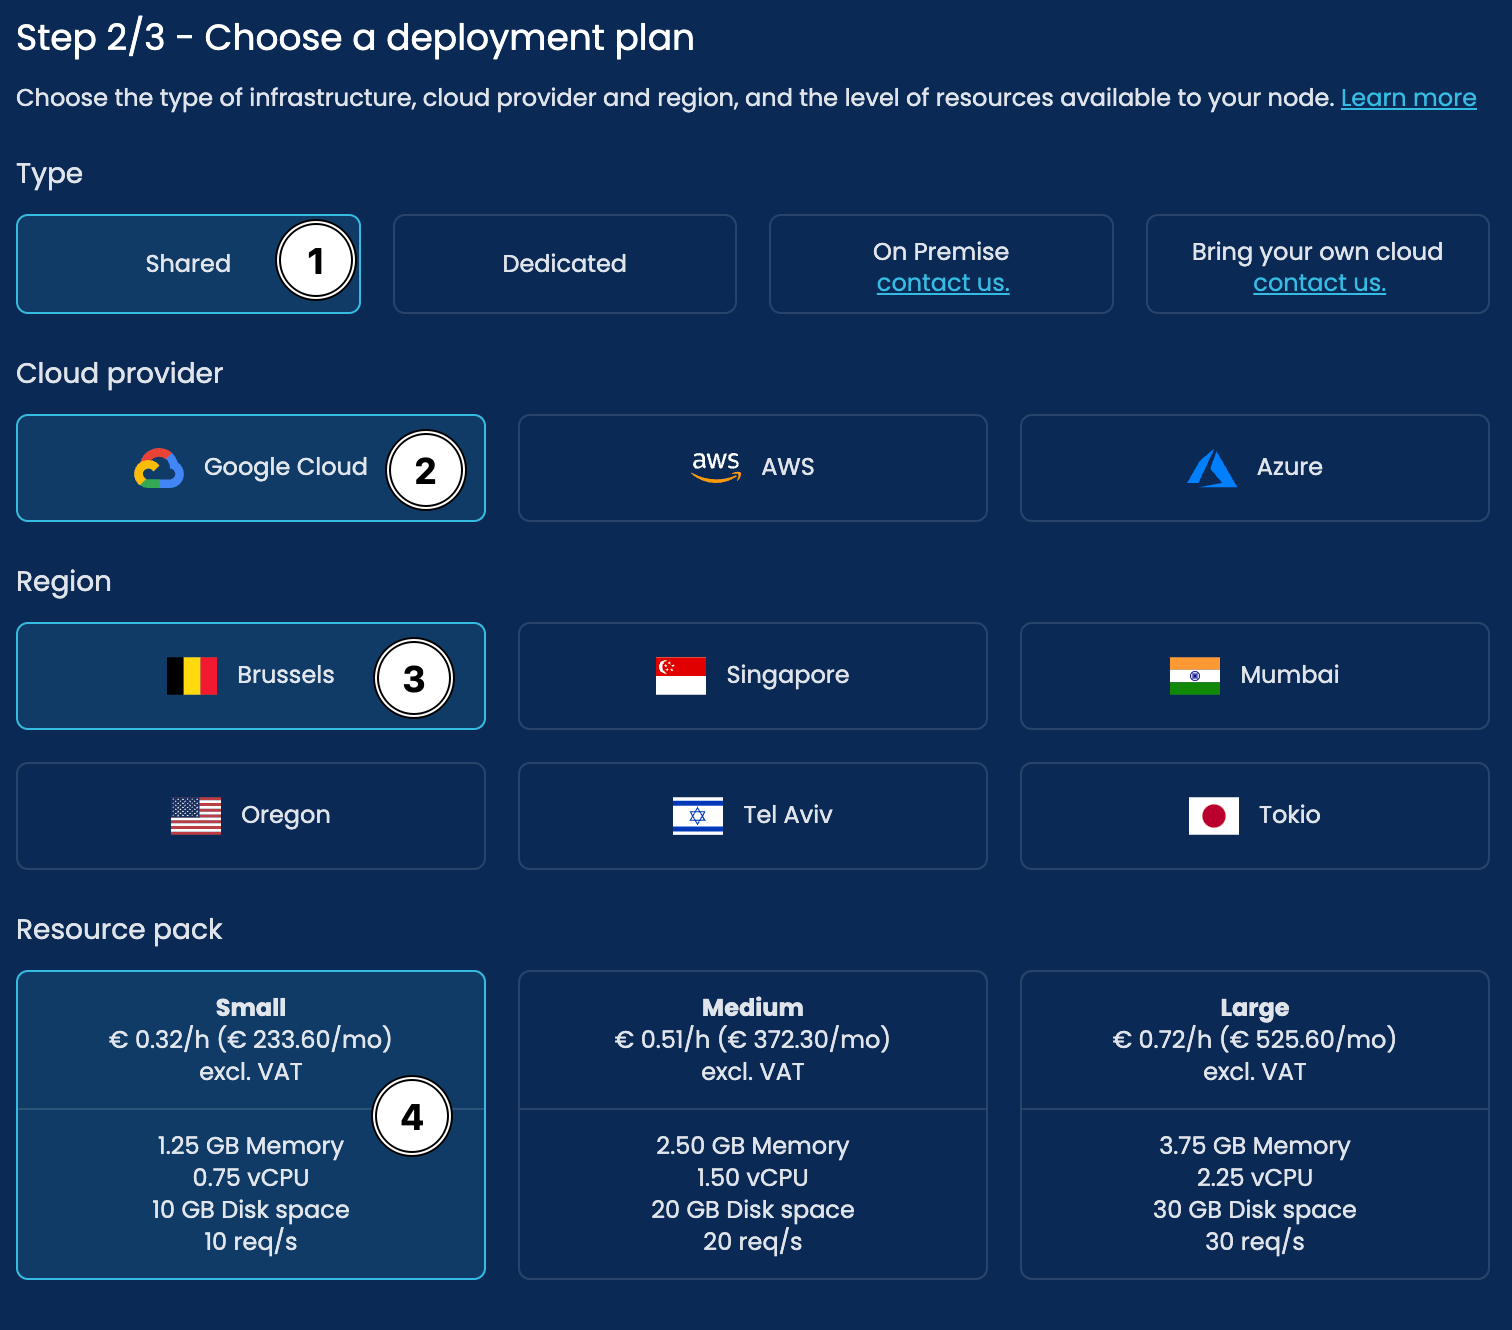 Step 2/3 - Choose a deployment plan
Choose the type of infrastructure, cloud provider and region, and the level of resources available to your node. Learn more
Type
Shared
1
Dedicated
On Premise
contact us.
Bring your own cloud
contact us.
Cloud provider
Google Cloud
2
aws
AWS
Azure
Region
Brussels
3
Singapore
Mumbai
Oregon
Tel Aviv
Tokio
Resource pack
Small
€ 0.32/h (€ 233.60/mo)
excl. VAT
4
1.25 GB Memory
0.75 vCPU
10 GB Disk space
10 req/s
Medium
€ 0.51/h (€ 372.30/mo)
excl. VAT
2.50 GB Memory
1.50 vCPU
20 GB Disk space
20 req/s
Large
€ 0.72/h (€ 525.60/mo)
excl. VAT
3.75 GB Memory
2.25 vCPU
30 GB Disk space
30 req/s